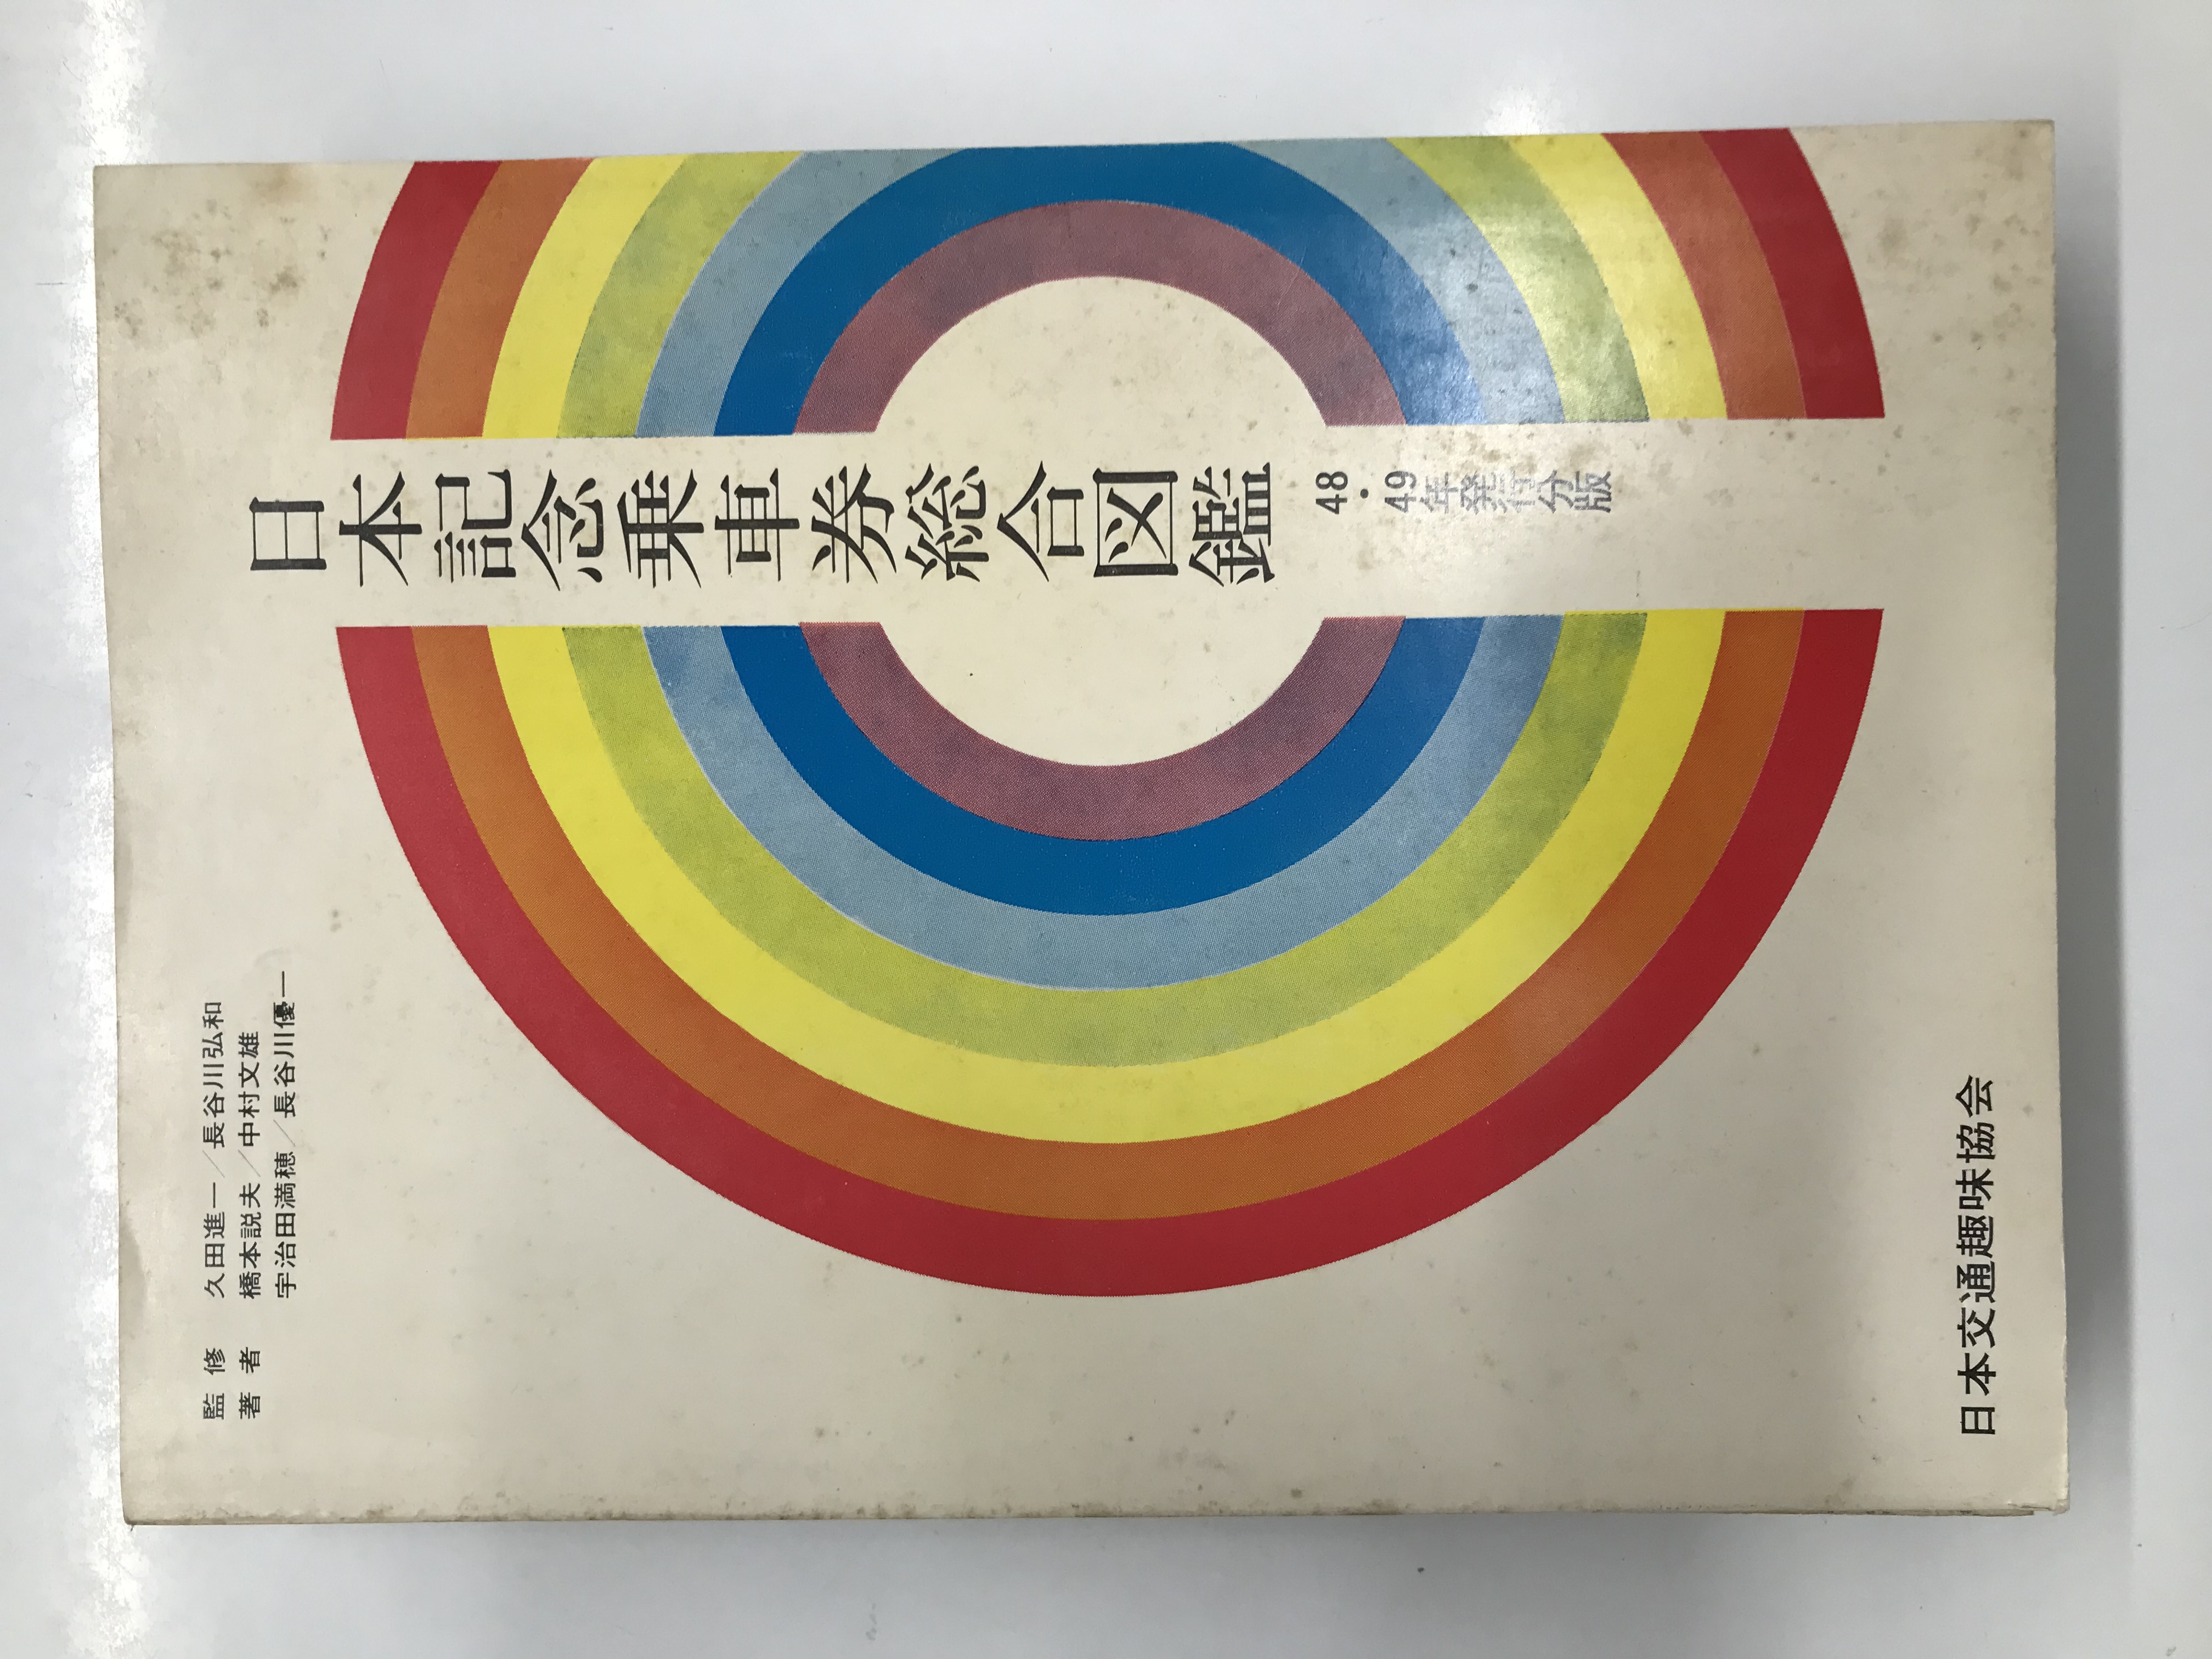 日本記念乗車券総合図鑑
48・49年発行分版
監修 久田進一／長谷川弘和
著者 橋本説夫／中村文雄
宇治田満穂／長谷川優一
日本交通趣味協会